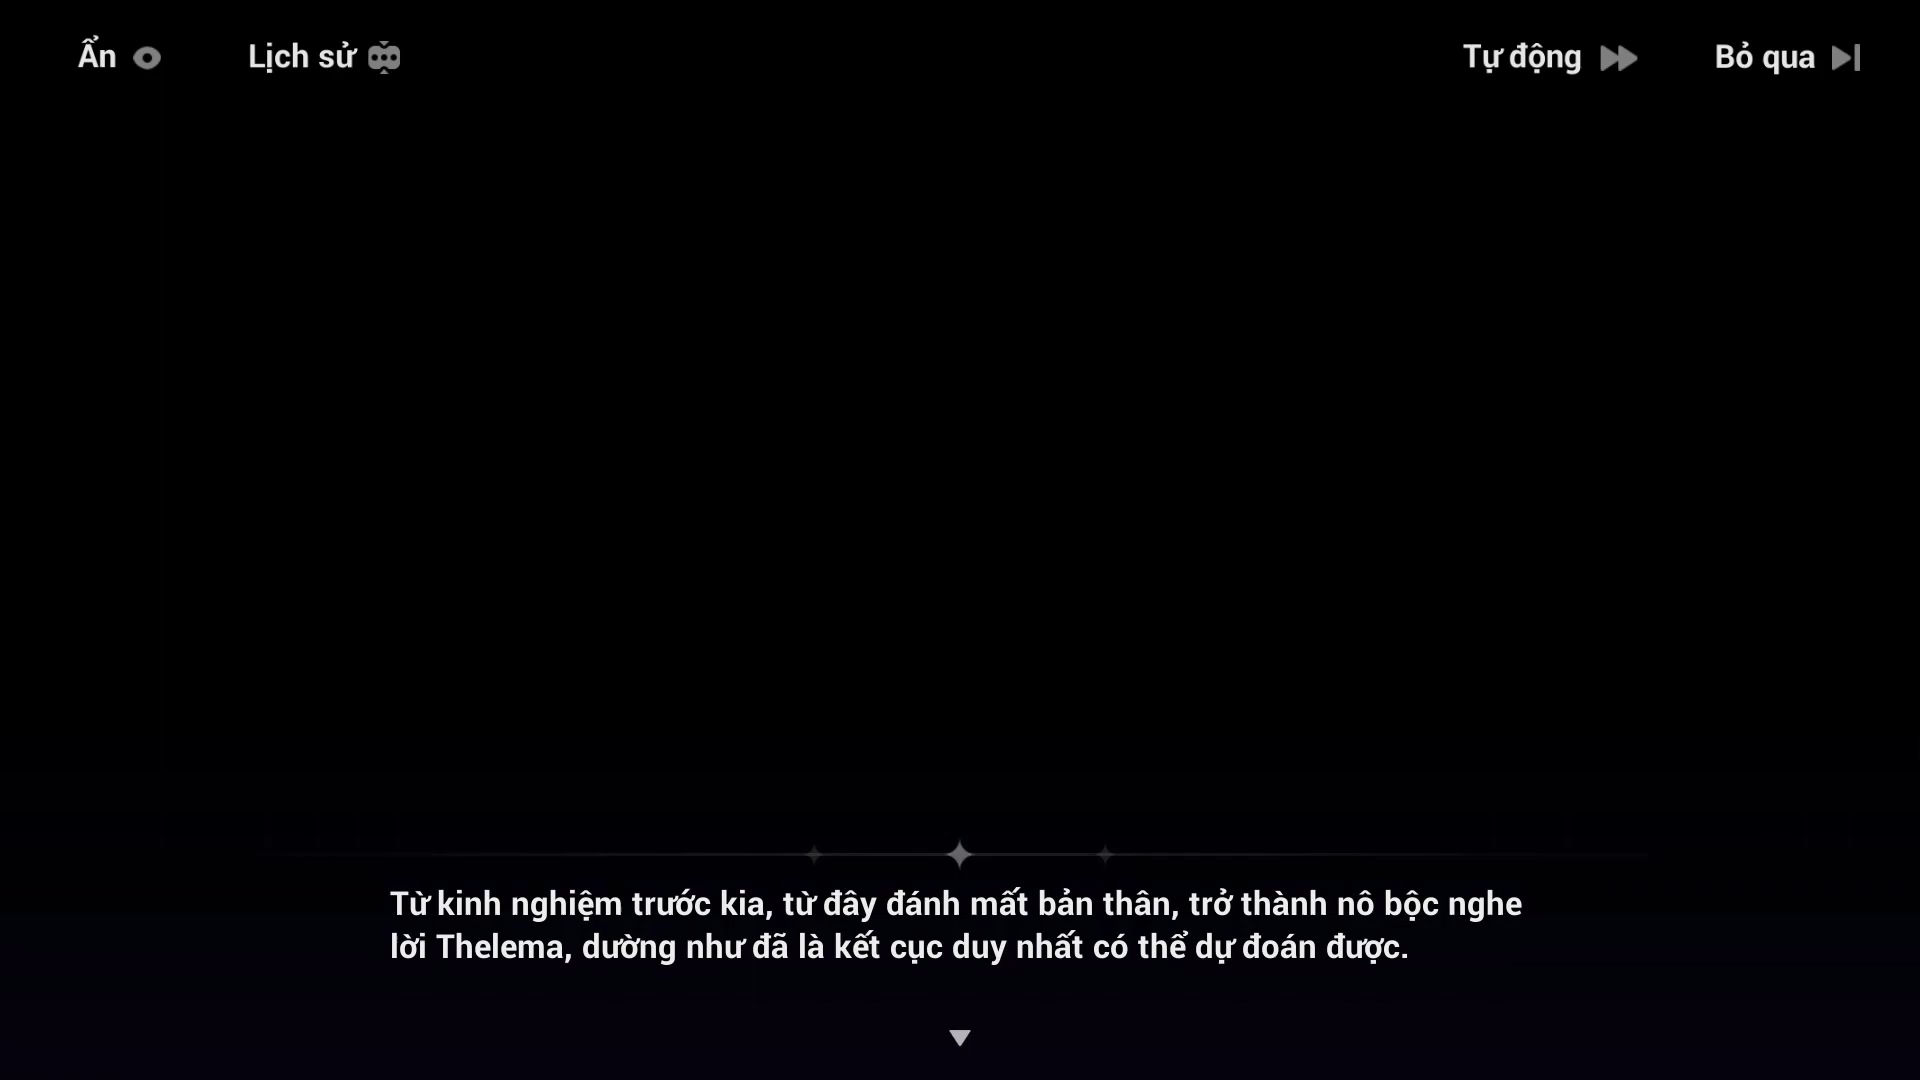 Ẩn
Lịch sử
Tự động
Bỏ qua
Từ kinh nghiệm trước kia, từ đây đánh mất bản thân, trở thành nô bộc nghe
lời Thelema, dường như đã là kết cục duy nhất có thể dự đoán được.